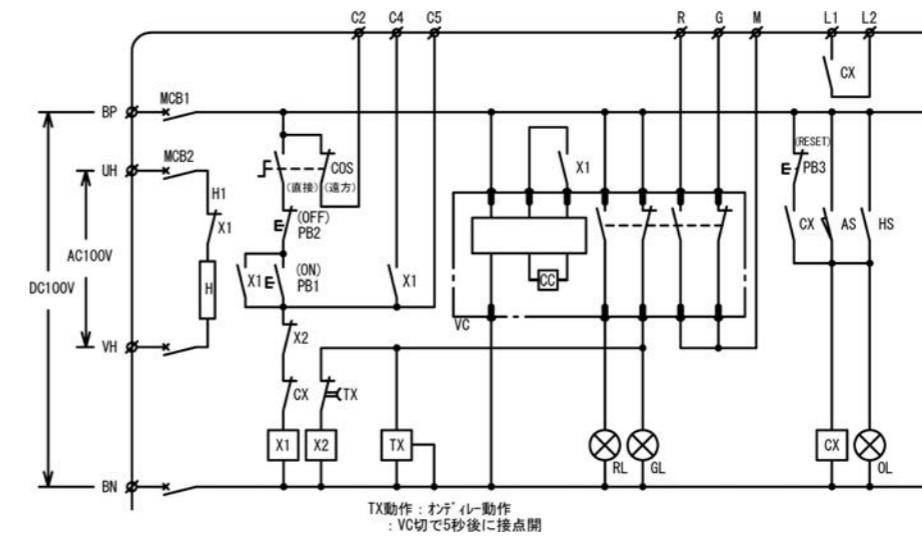 C2 C4 C5 R G M L1 L2
CX
BP MCB1
(RESET)
UH MCB2 COS X1 PB3
(直接) (遠方)
H1
X1 (OFF) CX AS HS
PB2
AC100V
(ON)
DC100V H X1 PB1 X1 CC
VC
X2
VH
CX TX
X1 X2 TX RL GL CX OL
BN
TX動作：オンディレー動作
：VC切で5秒後に接点開